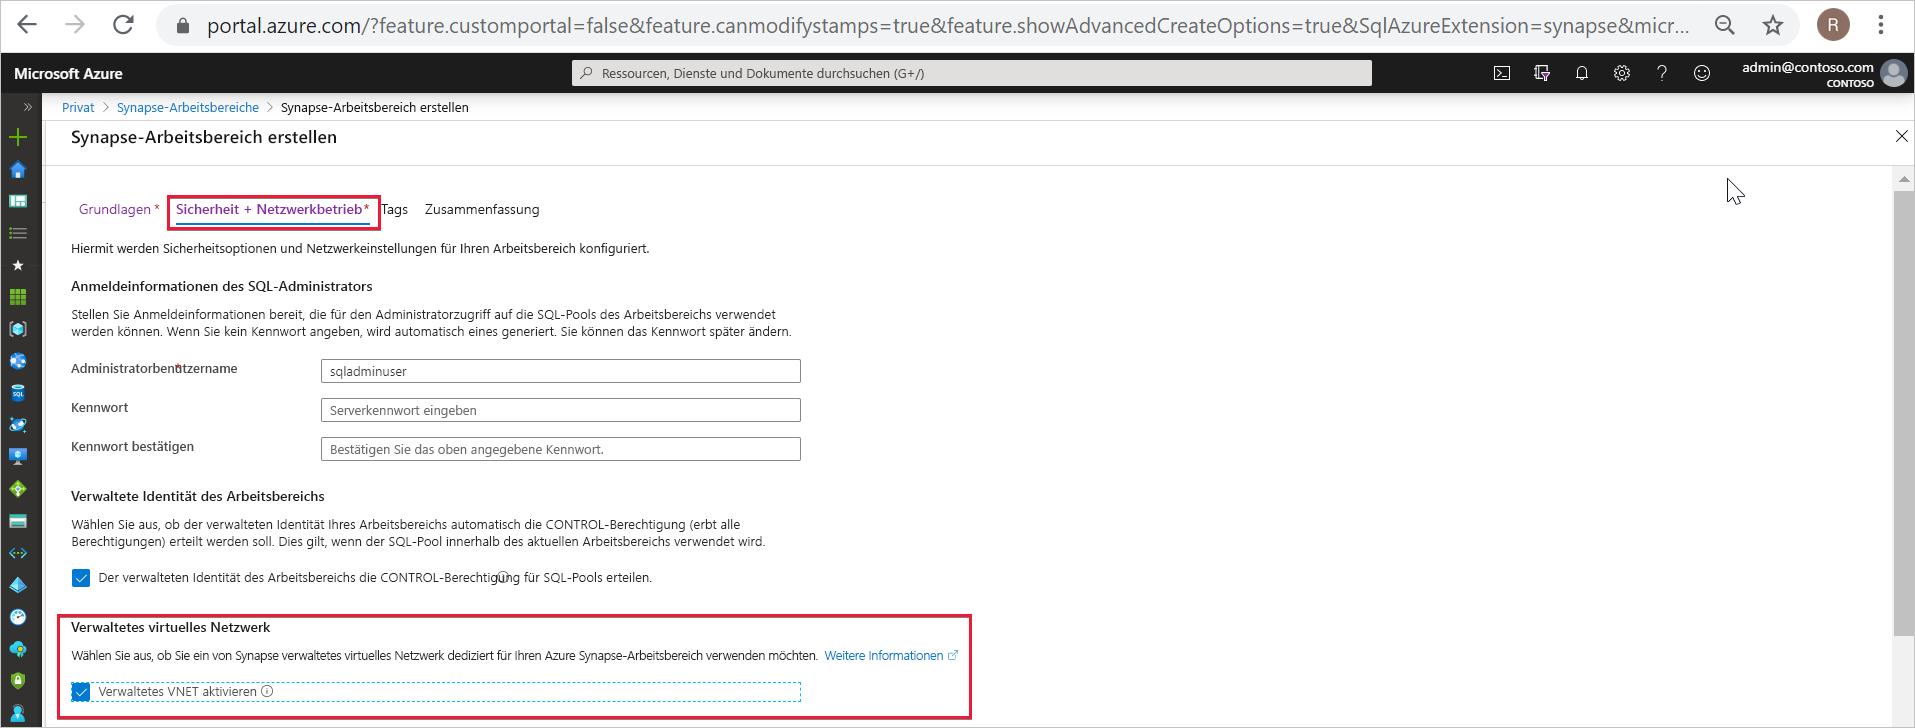 portal.azure.com/?feature.customportal=false&feature.canmodifystamps=true&feature.showAdvancedCreateOptions=true&SqlAzureExtension=synapse&micr...
R
Microsoft Azure
Ressourcen, Dienste und Dokumente durchsuchen (G+/)
admin@contoso.com
CONTOSO
Privat > Synapse-Arbeitsbereiche > Synapse-Arbeitsbereich erstellen
Synapse-Arbeitsbereich erstellen
Grundlagen * Sicherheit + Netzwerkbetrieb* Tags Zusammenfassung
Hiermit werden Sicherheitsoptionen und Netzwerkeinstellungen für Ihren Arbeitsbereich konfiguriert.
Anmeldeinformationen des SQL-Administrators
Stellen Sie Anmeldeinformationen bereit, die für den Administratorzugriff auf die SQL-Pools des Arbeitsbereichs verwendet
werden können. Wenn Sie kein Kennwort angeben, wird automatisch eines generiert. Sie können das Kennwort später ändern.
Administratorbenutzername * sqladminuser
Kennwort Serverkennwort eingeben
Kennwort bestätigen Bestätigen Sie das oben angegebene Kennwort.
Verwaltete Identität des Arbeitsbereichs
Wählen Sie aus, ob der verwalteten Identität Ihres Arbeitsbereichs automatisch die CONTROL-Berechtigung (erbt alle
Berechtigungen) erteilt werden soll. Dies gilt, wenn der SQL-Pool innerhalb des aktuellen Arbeitsbereichs verwendet wird.
Der verwalteten Identität des Arbeitsbereichs die CONTROL-Berechtigung für SQL-Pools erteilen.
Verwaltetes virtuelles Netzwerk
Wählen Sie aus, ob Sie ein von Synapse verwaltetes virtuelles Netzwerk dediziert für Ihren Azure Synapse-Arbeitsbereich verwenden möchten. Weitere Informationen
Verwaltetes VNET aktivieren